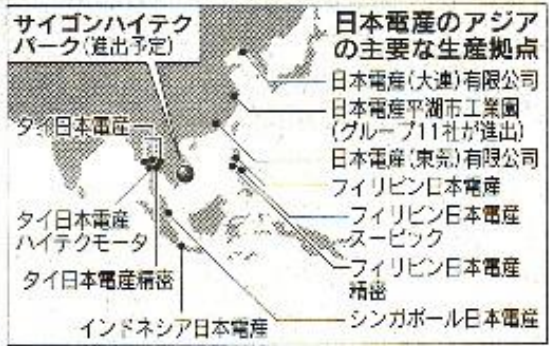 サイゴンハイテク
パーク(進出予定)
日本電産のアジア
の主要な生産拠点
日本電産(大連)有限公司
日本電産平湖市工業園
(グループ11社が進出)
日本電産(東莞)有限公司
フィリピン日本電産
フィリピン日本電産
スービック
フィリピン日本電産
精密
シンガポール日本電産
タイ日本電産
タイ日本電産
ハイテクモータ
タイ日本電産精密
インドネシア日本電産